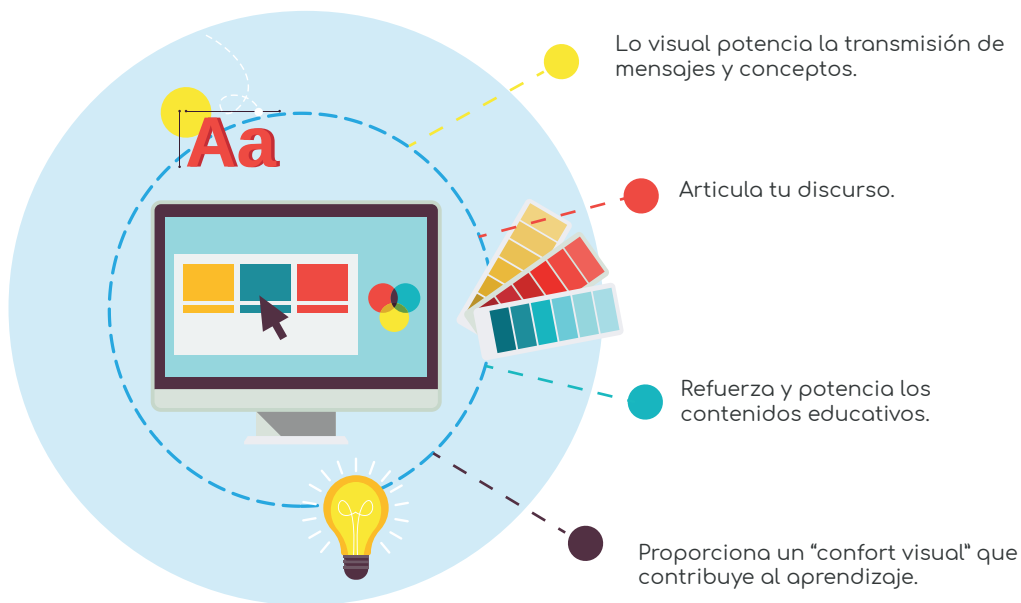 Lo visual potencia la transmisión de
mensajes y conceptos.
Aa
Articula tu discurso.
Refuerza y potencia los
contenidos educativos.
Proporciona un “confort visual” que
contribuye al aprendizaje.